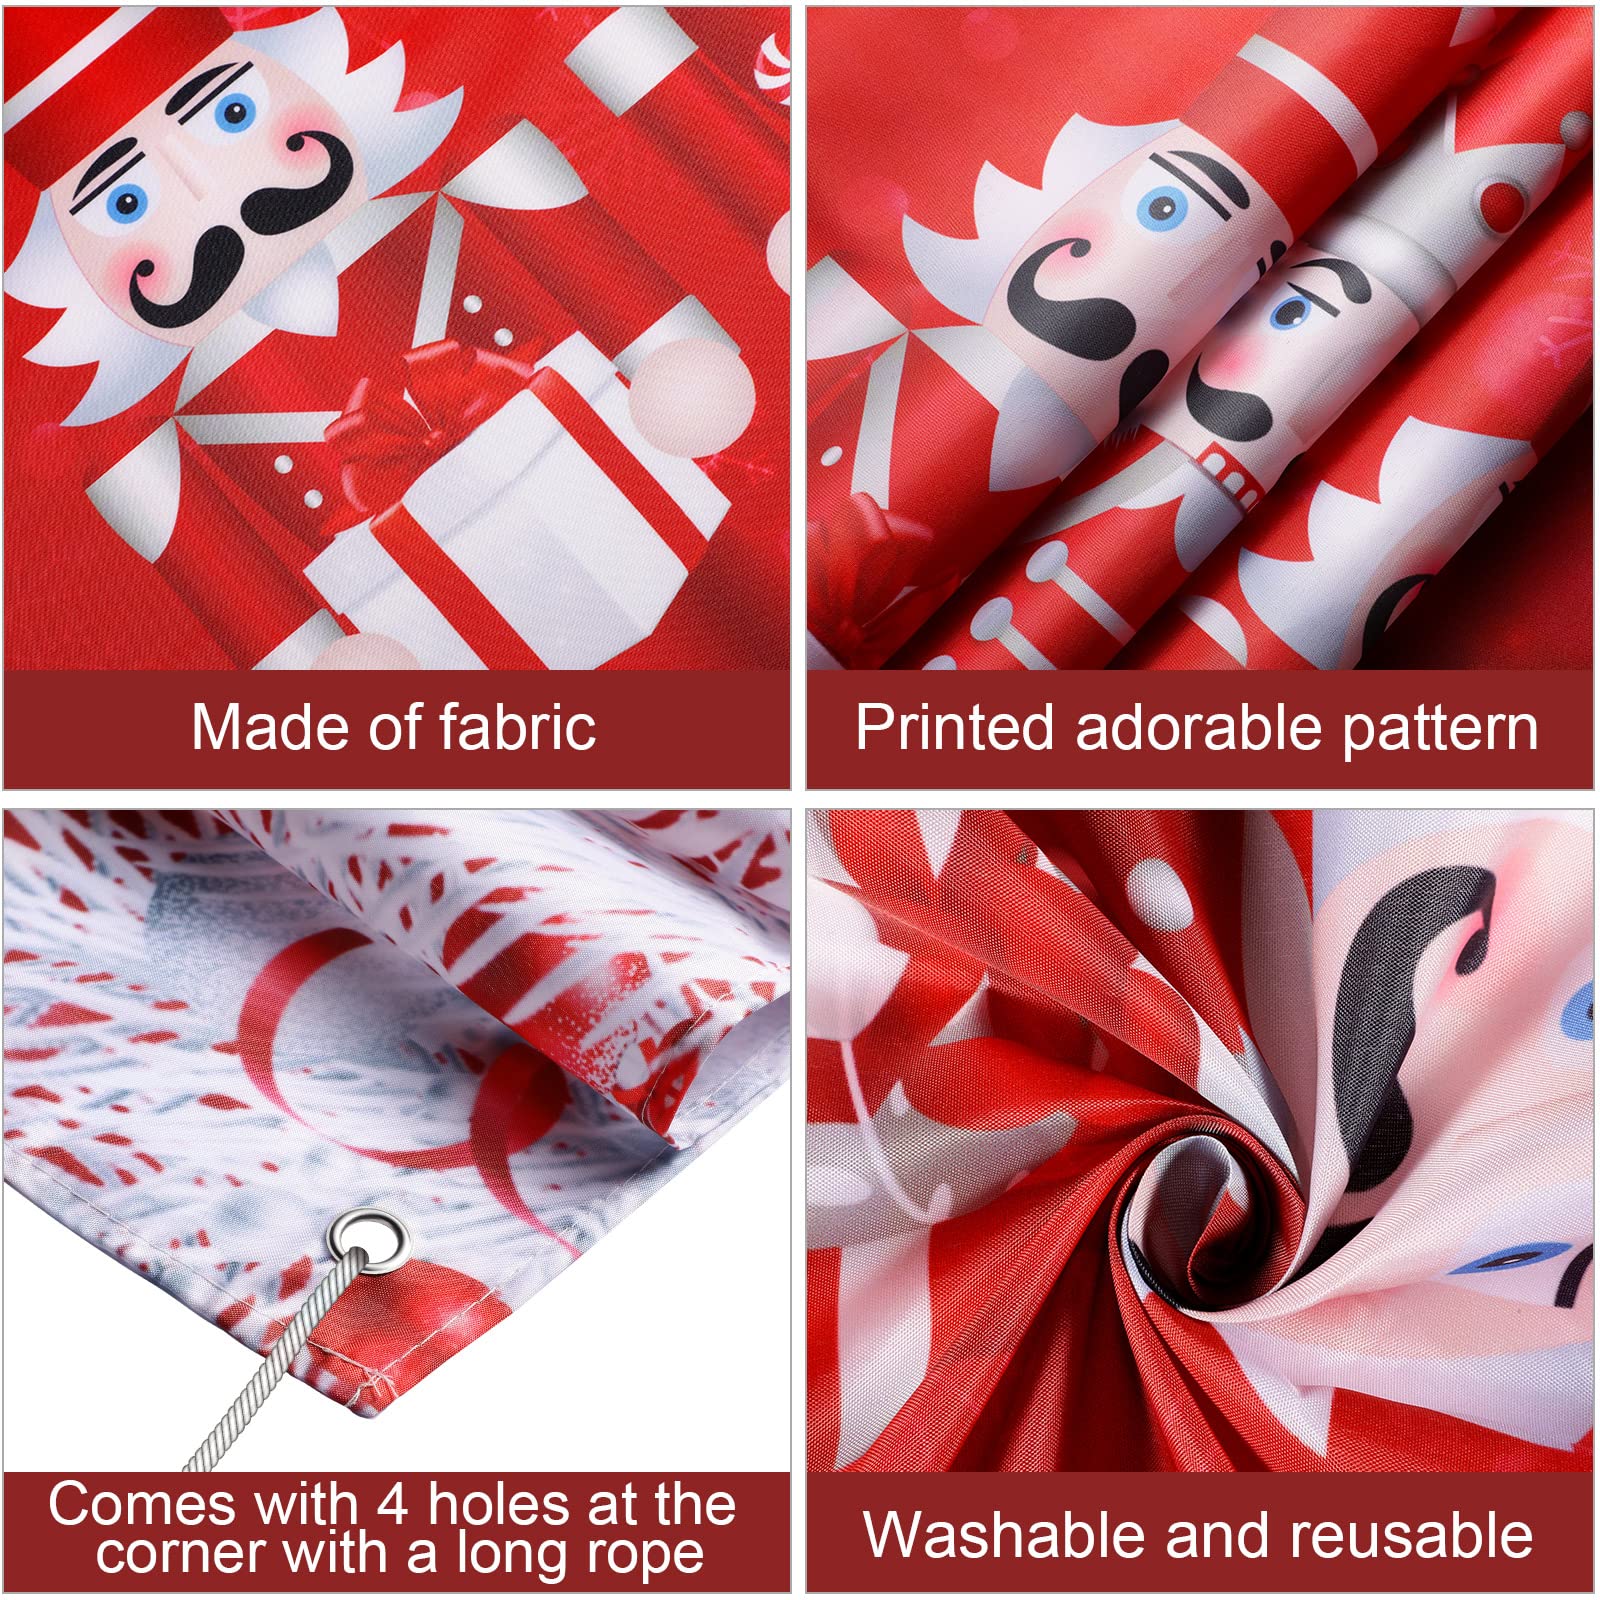 Made of fabric
Printed adorable pattern
Comes with 4 holes at the
corner with a long rope
Washable and reusable